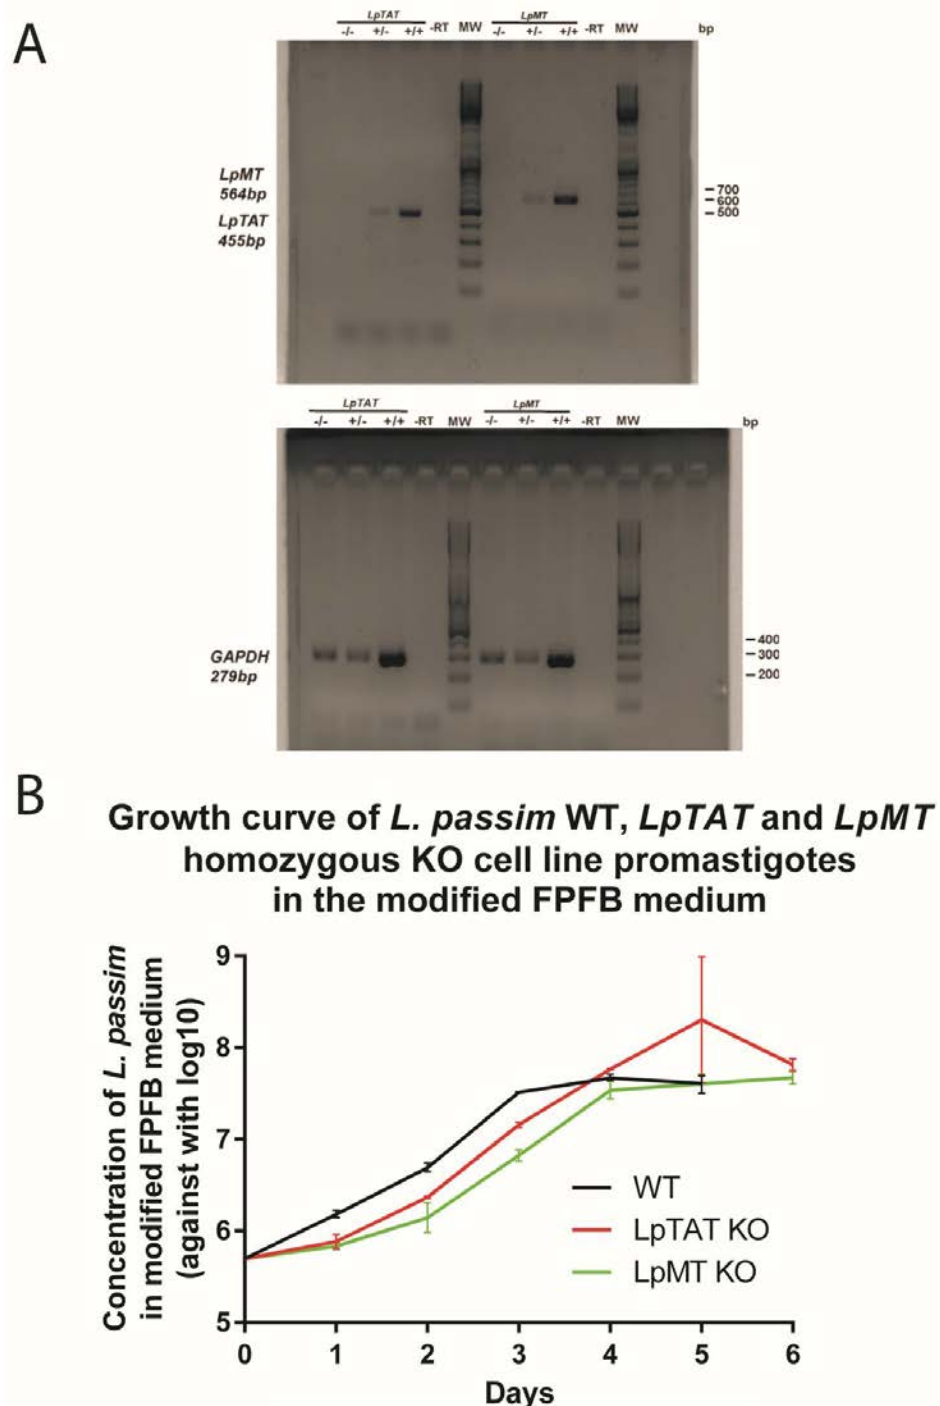 A
LpTAT LpMT
-/- +/- +/+ -RT MW -/- +/- +/+ -RT MW bp
LpMT
564bp
LpTAT
455bp
700
600
500
LpTAT LpMT
-/- +/- +/+ -RT MW -/- +/- +/+ -RT MW bp
GAPDH
279bp
400
300
200
B
Growth curve of L. passim WT, LpTAT and LpMT
homozygous KO cell line promastigotes
in the modified FPFB medium
Concentration of L. passim
in modified FPFB medium
(against with log10)
9
8
7
6
5
WT
LpTAT KO
LpMT KO
0 1 2 3 4 5 6
Days